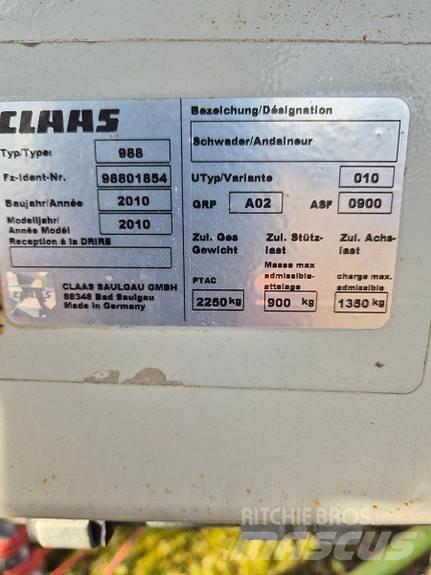 CLAAS
Typ/Type: 988
Fz-Ident-Nr. 98801854
Baujahr/Année 2010
Modelljahr/
Année Modél 2010
Reception à la DRIRE
CLAAS SAULGAU GMBH
88348 Bad Saulgau
Made in Germany
Bezeichung/Désignation
Schwader/Andaineur
UTyp/Variante 010
GRP A02 ASF 0900
Zul. Ges Gewicht
PTAC
2250 kg
Zul. Stütz-
last
Masse max
admissible-
attelage
900 kg
Zul. Achs-
last
charge max.
admissible
1350 kg
RITCHIE BROS.
Mascus